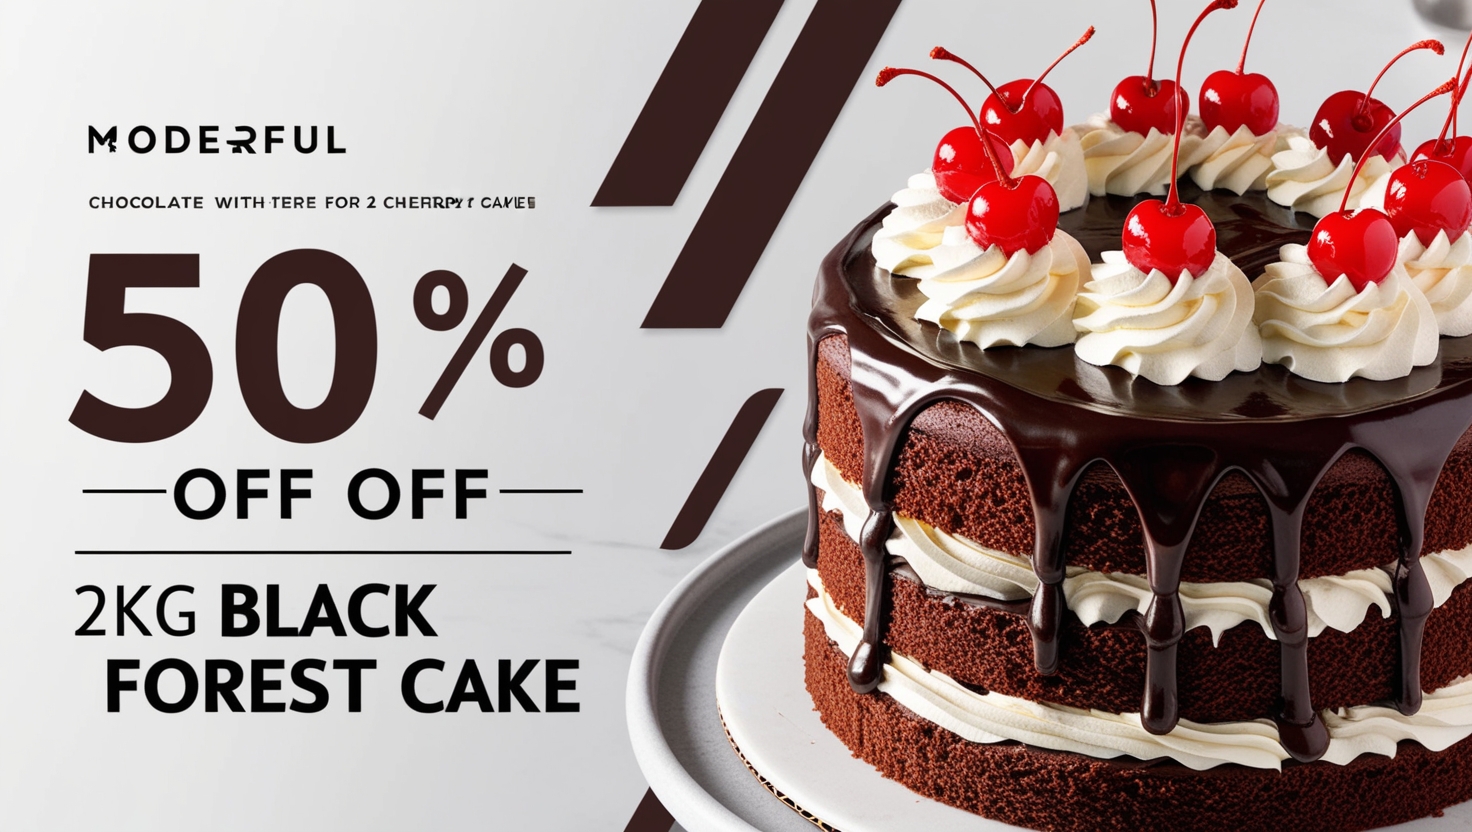 MODERFUL
CHOCOLATE WITH TERE FOR 2
50%
OFF OFF
2KG BLACK
FOREST CAKE